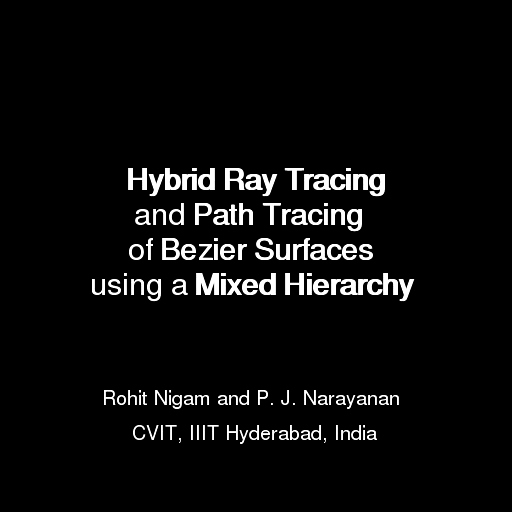 Hybrid Ray Tracing
and Path Tracing
of Bezier Surfaces
using a Mixed Hierarchy
Rohit Nigam and P. J. Narayanan
CVIT, IIIT Hyderabad, India